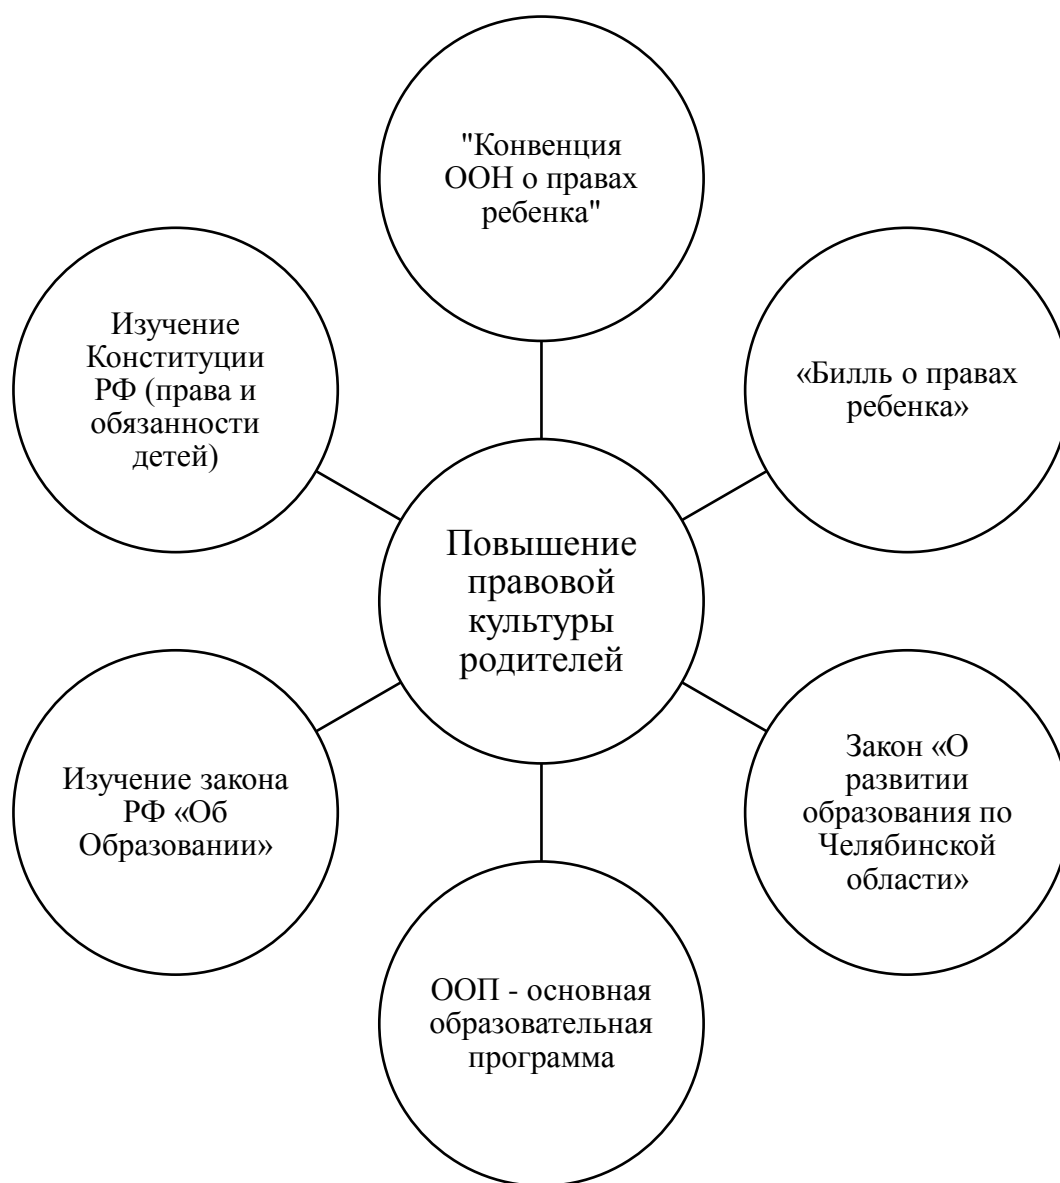 "Конвенция
ООН о правах
ребенка"
Изучение
Конституции
РФ (права и
обязанности
детей)
«Билль о правах
ребенка»
Повышение
правовой
культуры
родителей
Изучение закона
РФ «Об
Образовании»
Закон «О
развитии
образования по
Челябинской
области»
ООП - основная
образовательная
программа